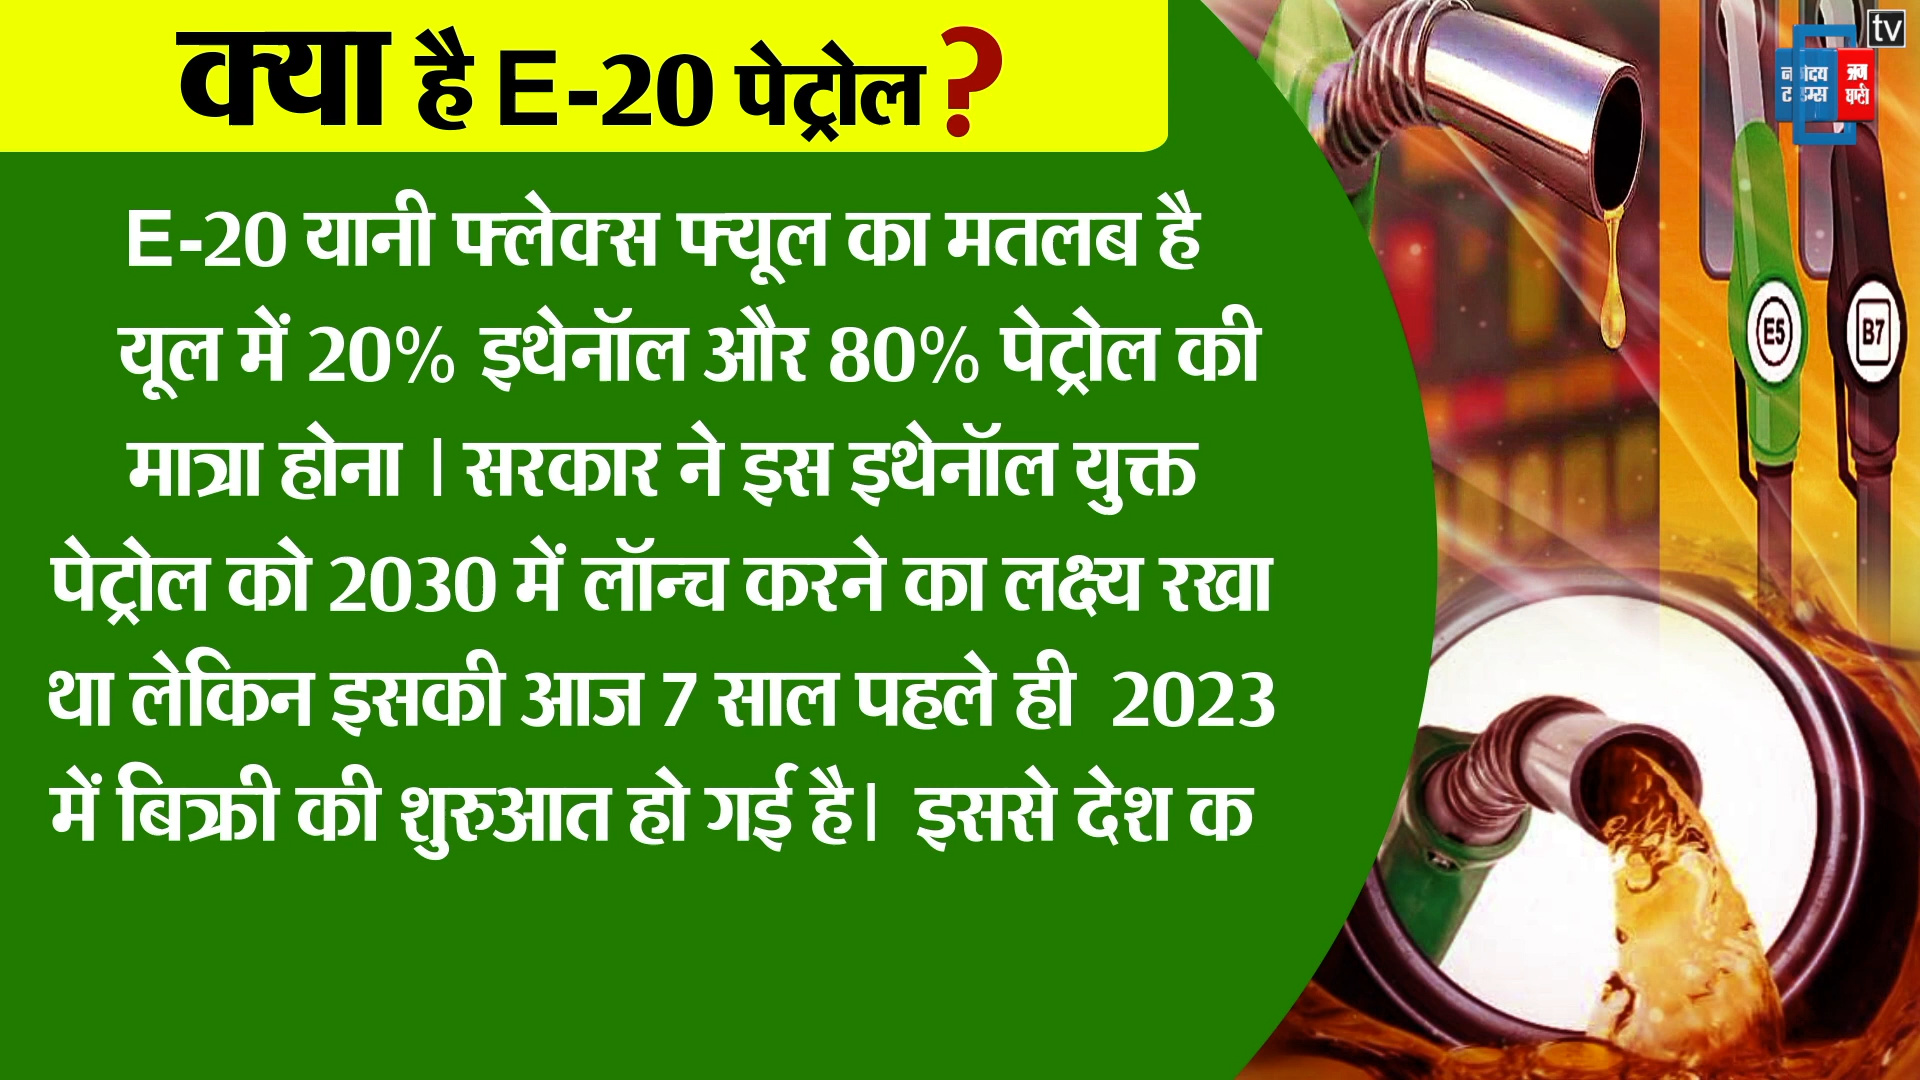 क्या है E-20 पेट्रोल?
E-20 यानी फ्लेक्स फ्यूल का मतलब है
यूल में 20% इथेनॉल और 80% पेट्रोल की
मात्रा होना । सरकार ने इस इथेनॉल युक्त
पेट्रोल को 2030 में लॉन्च करने का लक्ष्य रखा
था लेकिन इसकी आज 7 साल पहले ही 2023
में बिक्री की शुरुआत हो गई है। इससे देश क
tv
टाइम्स
E5
B7